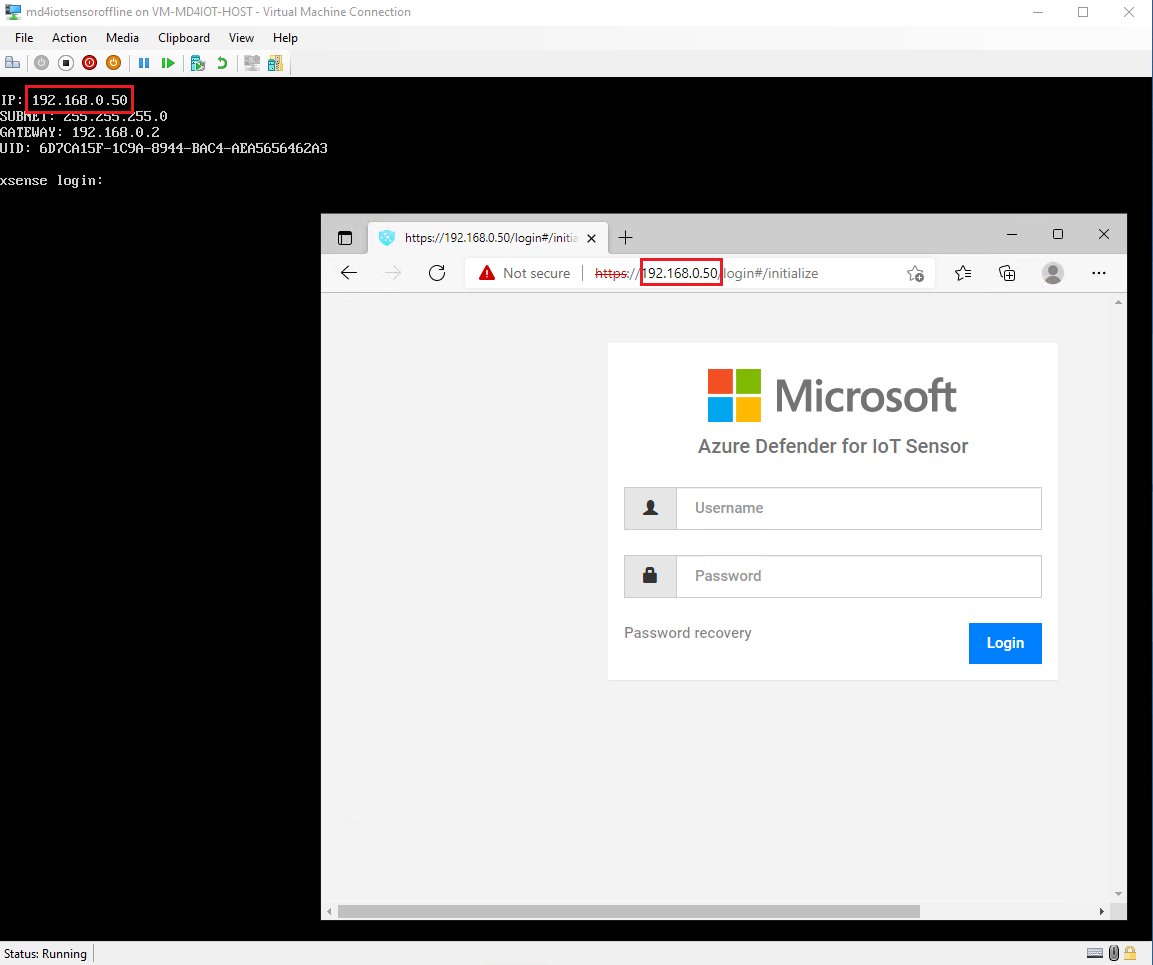 md4iotsensoroffline on VM-MD4IOT-HOST - Virtual Machine Connection
File Action Media Clipboard View Help
IP: 192.168.0.50
SUBNET: 255.255.255.0
GATEWAY: 192.168.0.2
UID: 6D7CA15F-1C9A-8944-BAC4-AEA5656462A3
xsense login:
https://192.168.0.50/login#/initia
Not secure https://192.168.0.50/login#/initialize
Microsoft
Azure Defender for IoT Sensor
Username
Password
Password recovery
Login
Status: Running